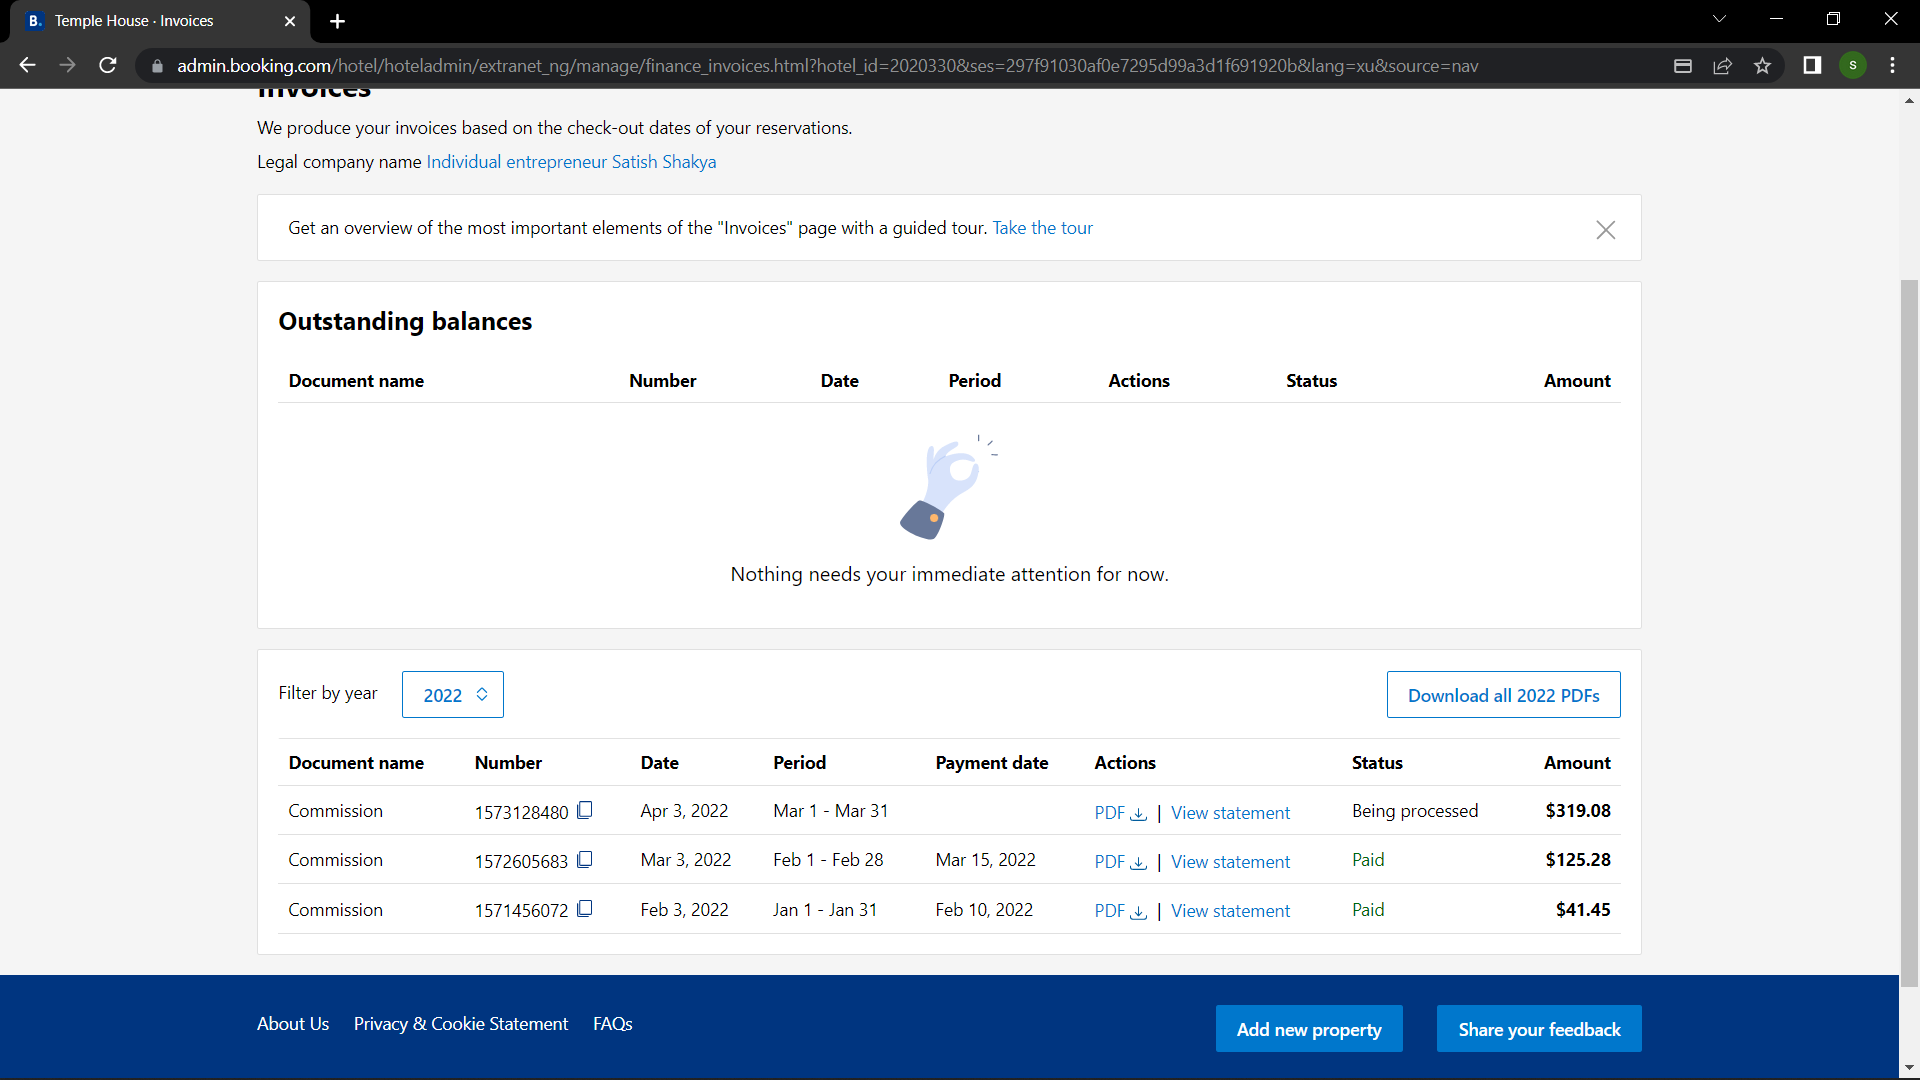 B. Temple House · Invoices
admin.booking.com/hotel/hoteladmin/extranet_ng/manage/finance_invoices.html?hotel_id=2020330&ses=297f91030af0e7295d99a3d1f691920b&lang=xu&source=nav
S
Invoices
We produce your invoices based on the check-out dates of your reservations.
Legal company name Individual entrepreneur Satish Shakya
Get an overview of the most important elements of the "Invoices" page with a guided tour. Take the tour
Outstanding balances
Document name Number Date Period Actions Status Amount
Nothing needs your immediate attention for now.
Filter by year 2022 Download all 2022 PDFs
Document name Number Date Period Payment date Actions Status Amount
Commission 1573128480 Apr 3, 2022 Mar 1 - Mar 31 PDF | View statement Being processed $319.08
Commission 1572605683 Mar 3, 2022 Feb 1 - Feb 28 Mar 15, 2022 PDF | View statement Paid $125.28
Commission 1571456072 Feb 3, 2022 Jan 1 - Jan 31 Feb 10, 2022 PDF | View statement Paid $41.45
About Us Privacy & Cookie Statement FAQs Add new property Share your feedback